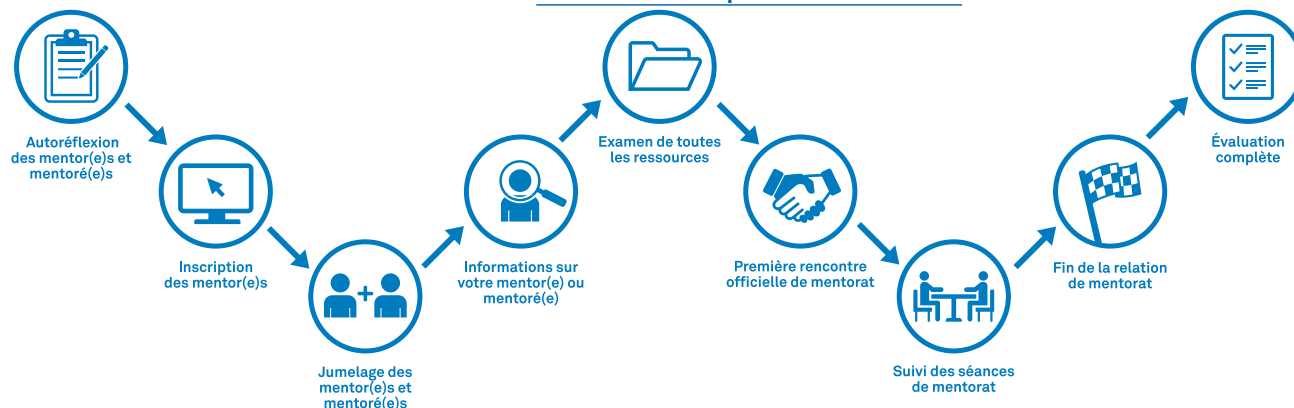 Autoréflexion
des mentor(e)s et
mentoré(e)s
Inscription
des mentor(e)s
Jumelage des
mentor(e)s et
mentoré(e)s
Informations sur
votre mentor(e) ou
mentoré(e)
Examen de toutes
les ressources
Première rencontre
officielle de mentorat
Suivi des séances
de mentorat
Fin de la relation
de mentorat
Évaluation
complète